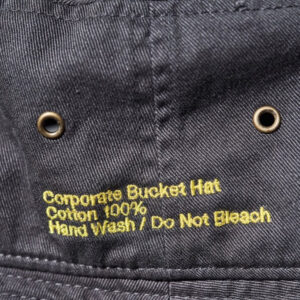 Corporate Bucket Hat
Cotton 100%
Hand Wash / Do Not Bleach